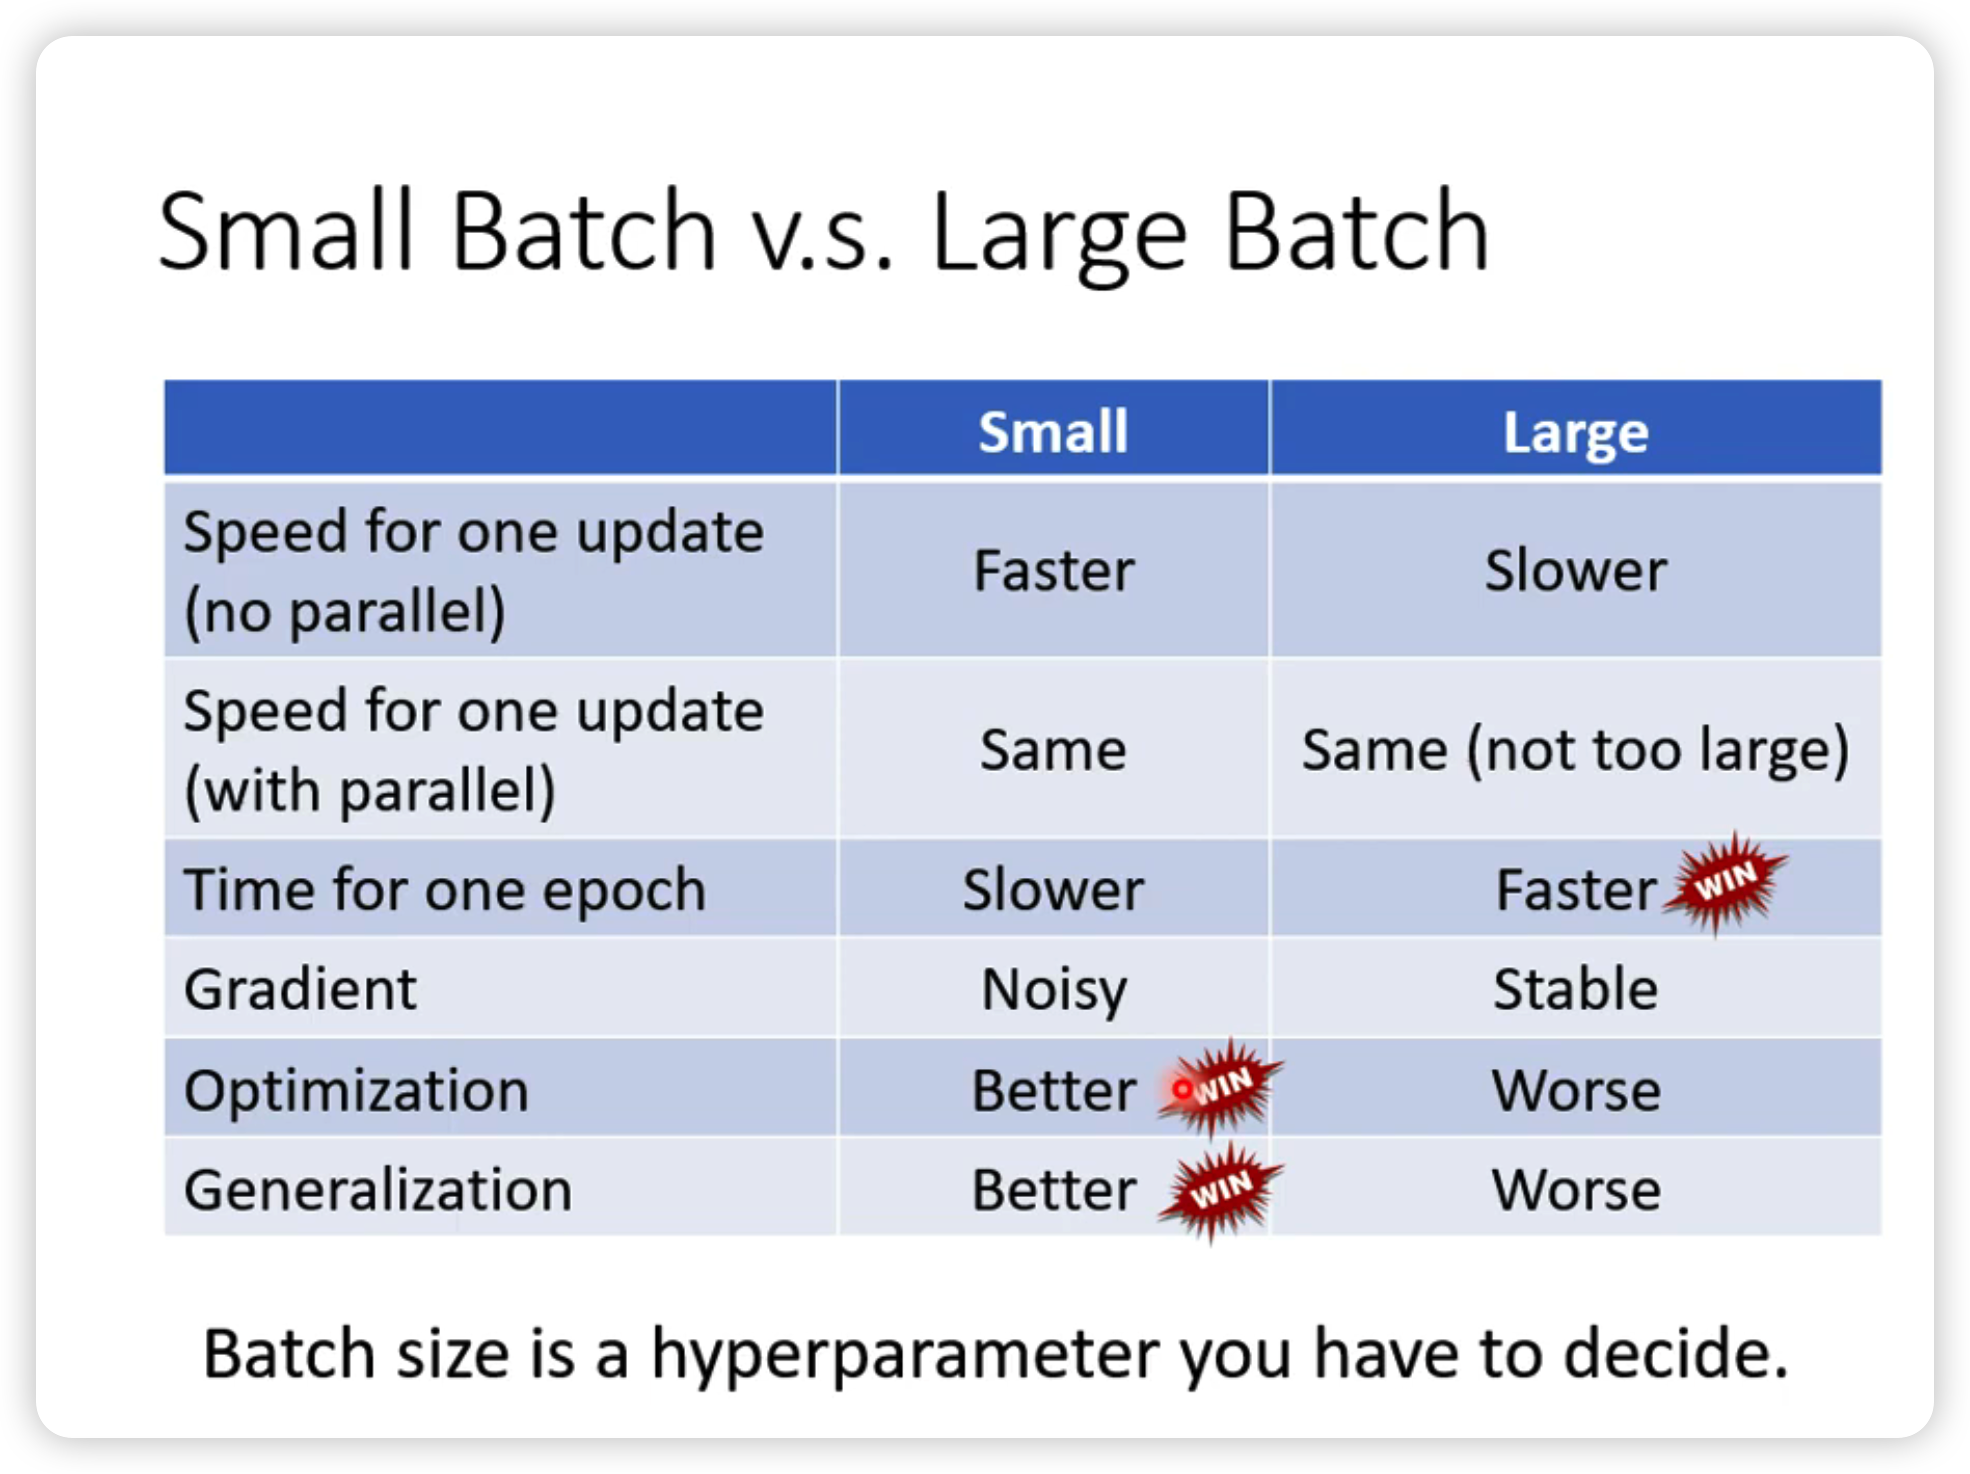 Small Batch v.s. Large Batch
Small Large
Speed for one update
(no parallel)
Faster Slower
Speed for one update
(with parallel)
Same Same (not too large)
Time for one epoch Slower Faster WIN
Gradient Noisy Stable
Optimization Better WIN Worse
Generalization Better WIN Worse
Batch size is a hyperparameter you have to decide.